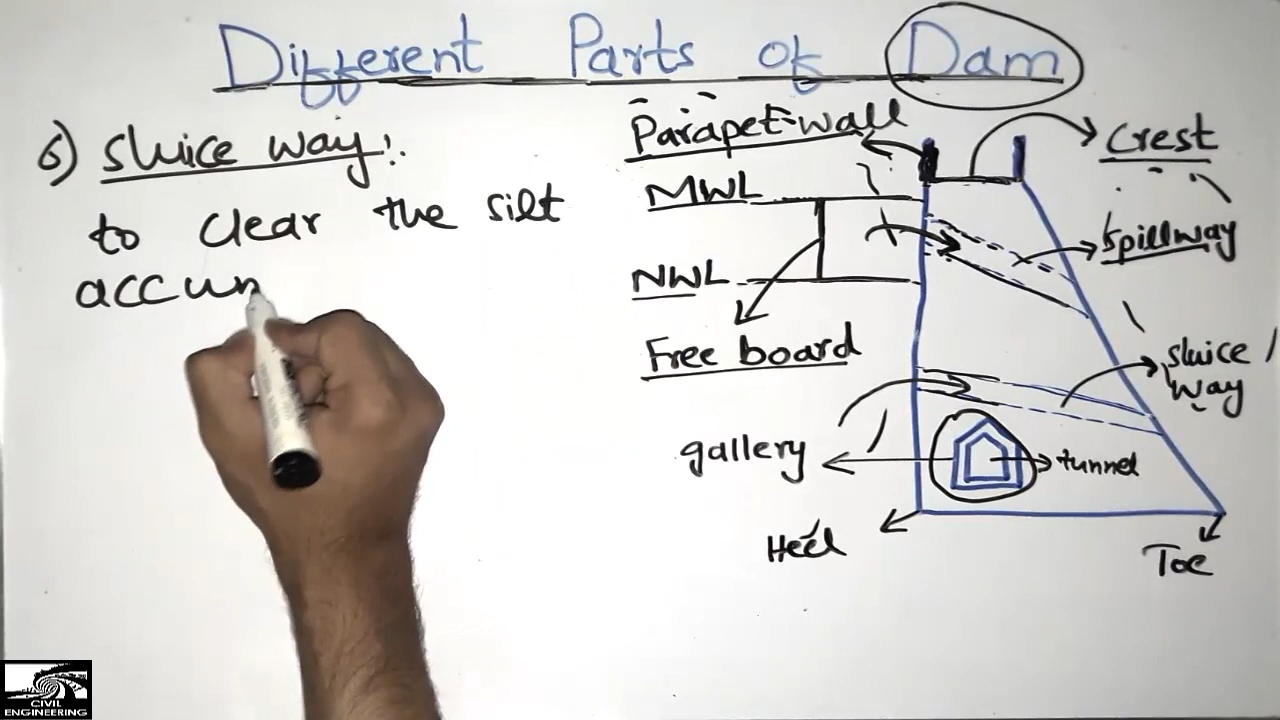 Different Parts of Dam
6) sluice way:
to clear the silt
accum
Parapet-wall
Crest
MWL
spillway
NWL
Free board
sluice
way
gallery
tunnel
Heel
Toe
CIVIL
ENGINEERING